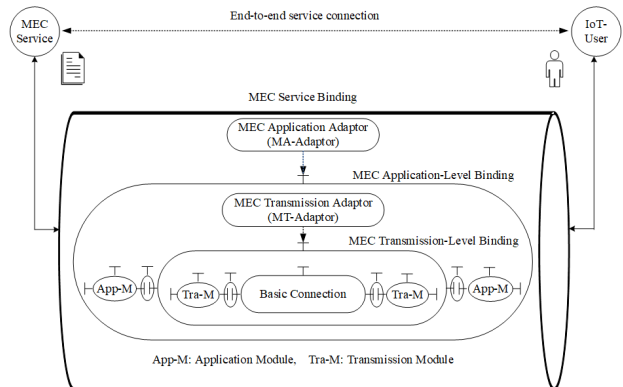 End-to-end service connection
MEC
Service
IoT-
User
MEC Service Binding
MEC Application Adaptor
(MA-Adaptor)
MEC Application-Level Binding
MEC Transmission Adaptor
(MT-Adaptor)
MEC Transmission-Level Binding
App-M
Tra-M
Basic Connection
Tra-M
App-M
App-M: Application Module, Tra-M: Transmission Module